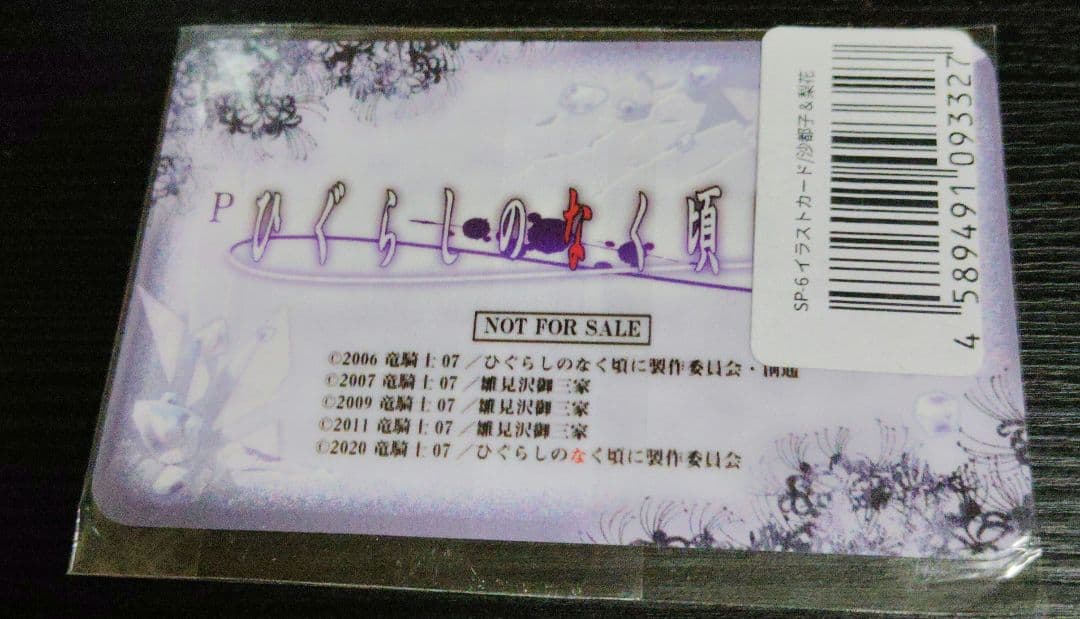 P ひぐらしのなく頃
NOT FOR SALE
©2006 竜騎士07／ひぐらしのなく頃に製作委員会・創通
©2007 竜騎士07／雛見沢御三家
©2009 竜騎士07／雛見沢御三家
©2011 竜騎士07／雛見沢御三家
©2020 竜騎士07／ひぐらしのなく頃に製作委員会
SP-6イラストカード/沙都子&梨花
4 589491 093327